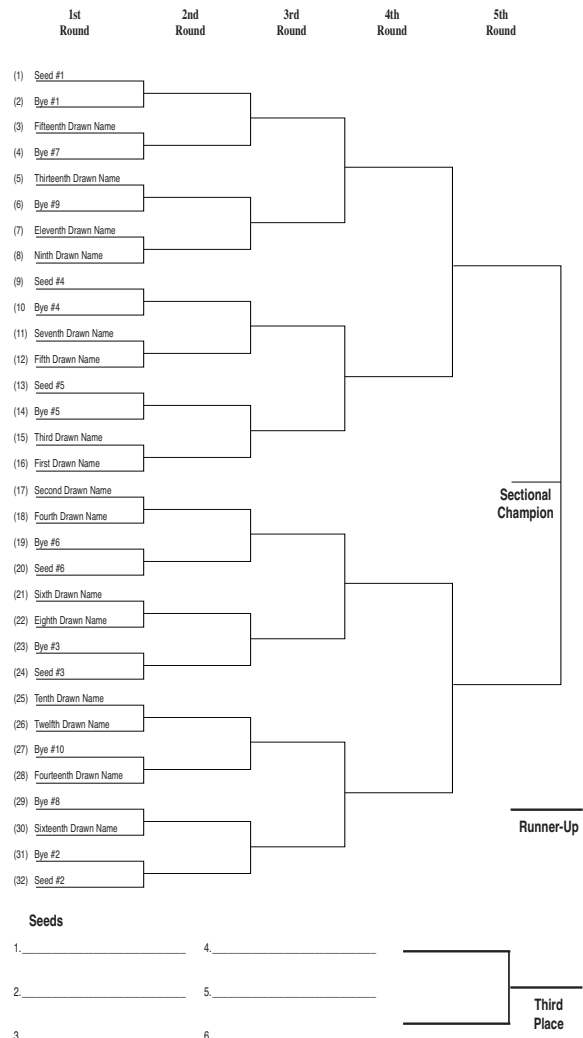 1st Round 2nd Round 3rd Round 4th Round 5th Round
(1) Seed #1
(2) Bye #1
(3) Fifteenth Drawn Name
(4) Bye #7
(5) Thirteenth Drawn Name
(6) Bye #9
(7) Eleventh Drawn Name
(8) Ninth Drawn Name
(9) Seed #4
(10 Bye #4
(11) Seventh Drawn Name
(12) Fifth Drawn Name
(13) Seed #5
(14) Bye #5
(15) Third Drawn Name
(16) First Drawn Name
(17) Second Drawn Name
Sectional
Champion
(18) Fourth Drawn Name
(19) Bye #6
(20) Seed #6
(21) Sixth Drawn Name
(22) Eighth Drawn Name
(23) Bye #3
(24) Seed #3
(25) Tenth Drawn Name
(26) Twelfth Drawn Name
(27) Bye #10
(28) Fourteenth Drawn Name
(29) Bye #8
(30) Sixteenth Drawn Name
Runner-Up
(31) Bye #2
(32) Seed #2
Seeds
1. 4.
2. 5.
Third
Place
3. 6.